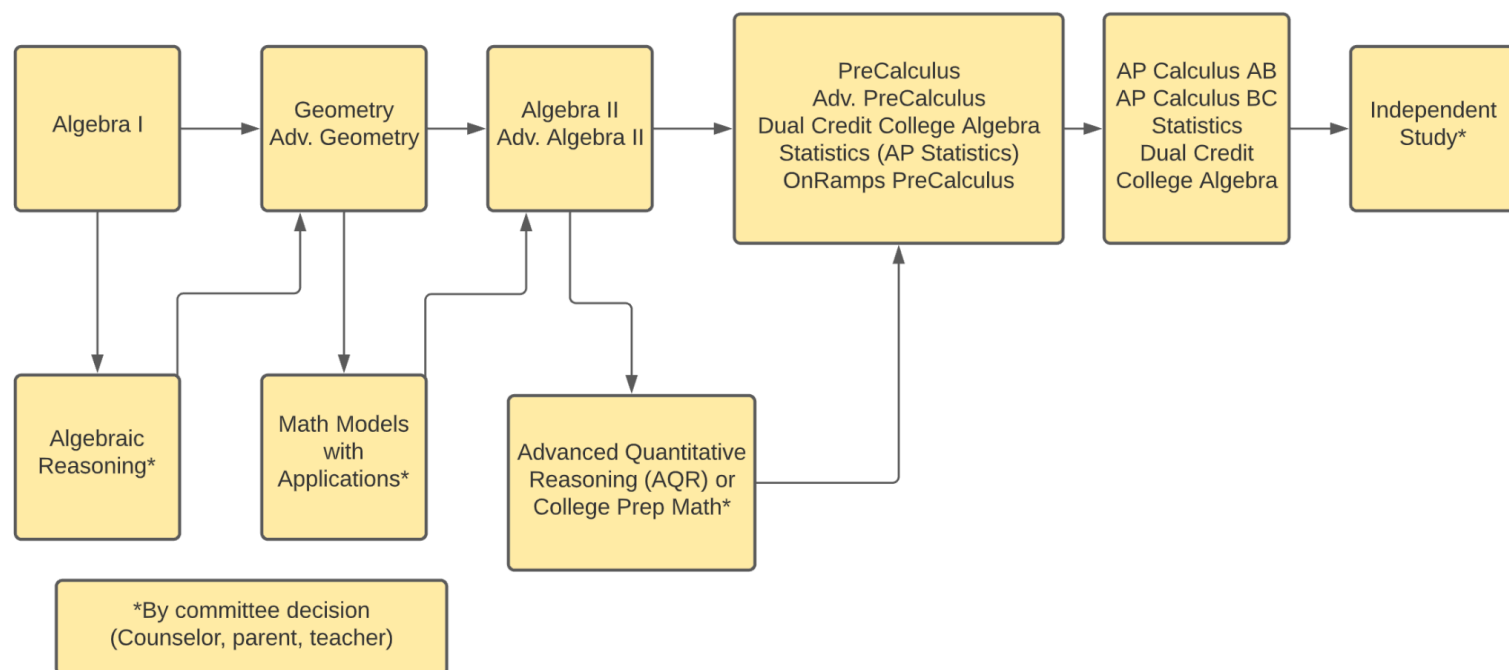 Algebra I
Geometry
Adv. Geometry
Algebra II
Adv. Algebra II
PreCalculus
Adv. PreCalculus
Dual Credit College Algebra
Statistics (AP Statistics)
OnRamps PreCalculus
AP Calculus AB
AP Calculus BC
Statistics
Dual Credit
College Algebra
Independent
Study*
Algebraic
Reasoning*
Math Models
with
Applications*
Advanced Quantitative
Reasoning (AQR) or
College Prep Math*
*By committee decision
(Counselor, parent, teacher)